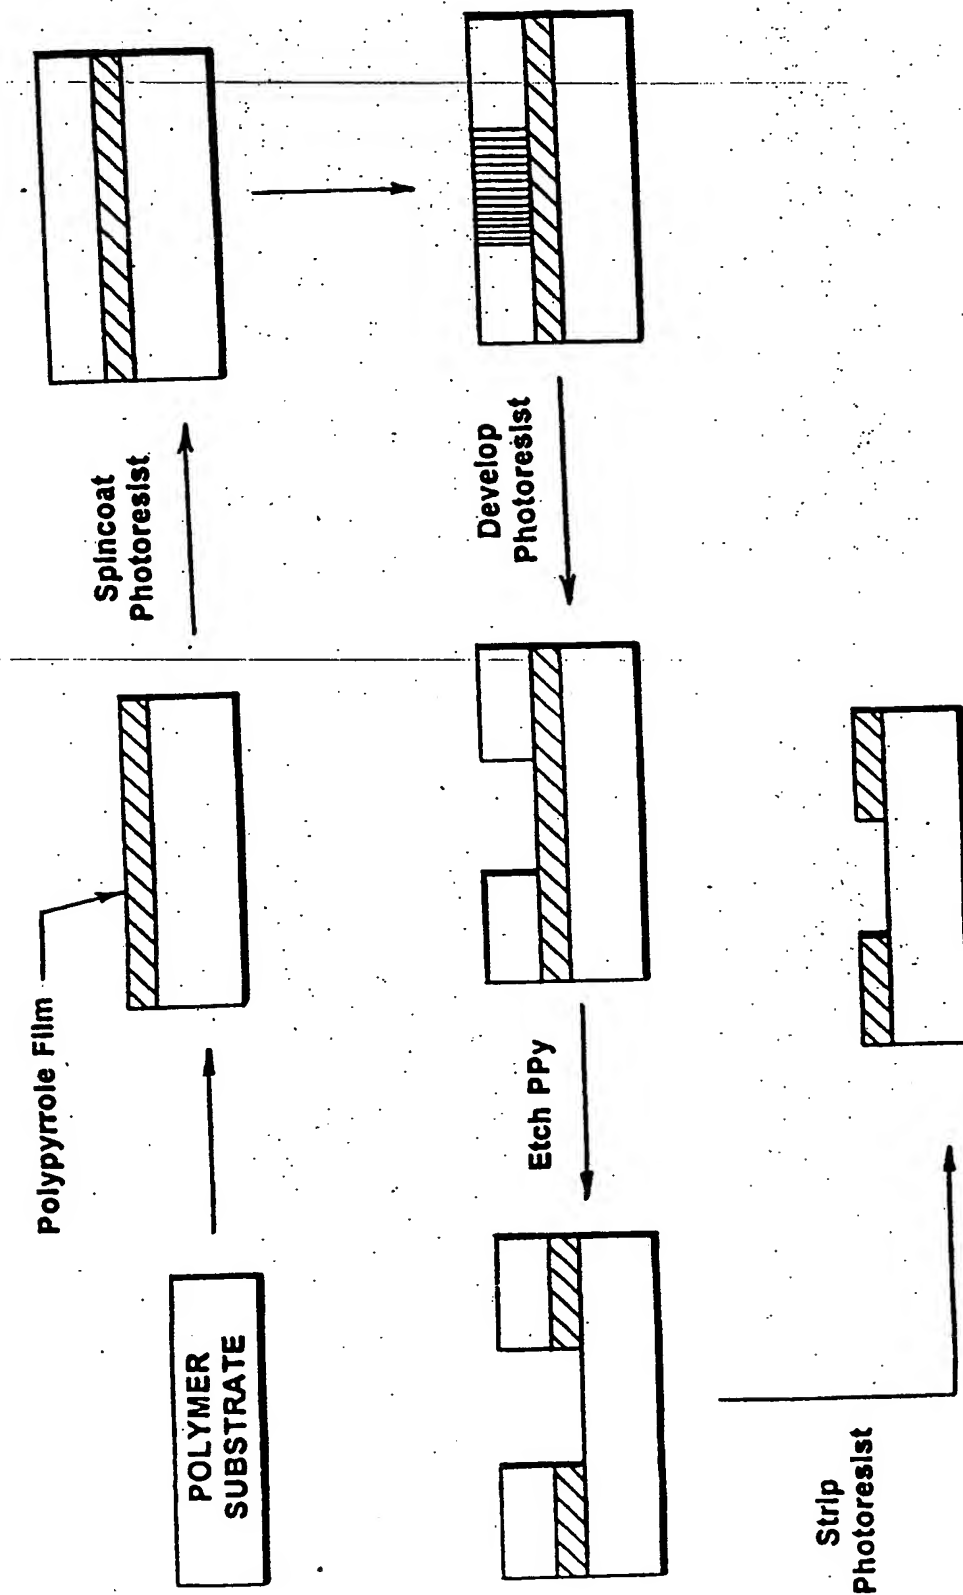 POLYMER
SUBSTRATE
Polypyrrole Film
Spincoat
Photoresist
Develop
Photoresist
Etch PPy
Strip
Photoresist